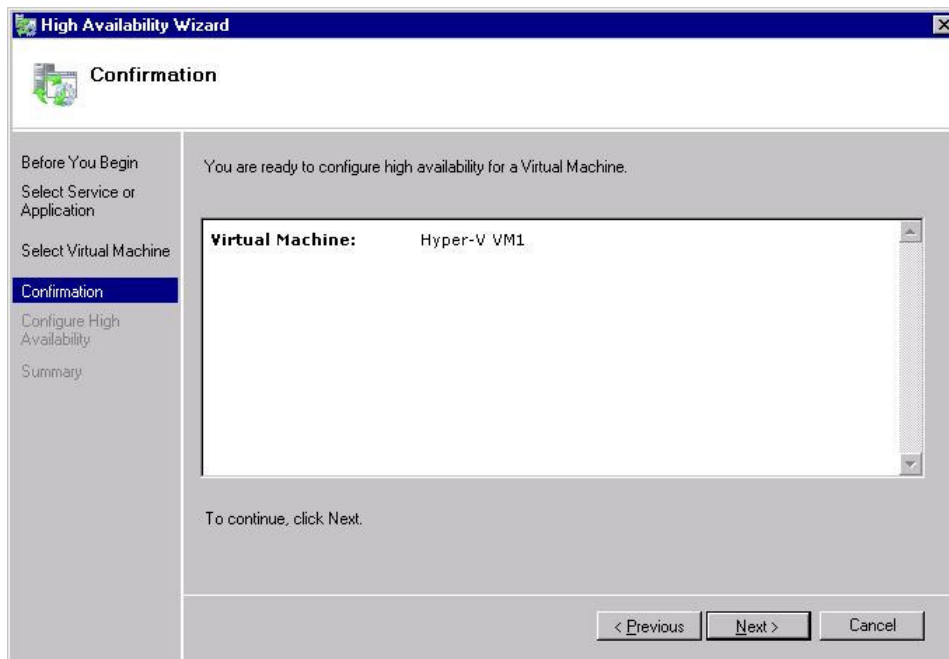 High Availability Wizard
Confirmation
Before You Begin
Select Service or
Application
Select Virtual Machine
Confirmation
Configure High
Availability
Summary
You are ready to configure high availability for a Virtual Machine.
Virtual Machine: Hyper-V VM1
To continue, click Next.
< Previous
Next >
Cancel